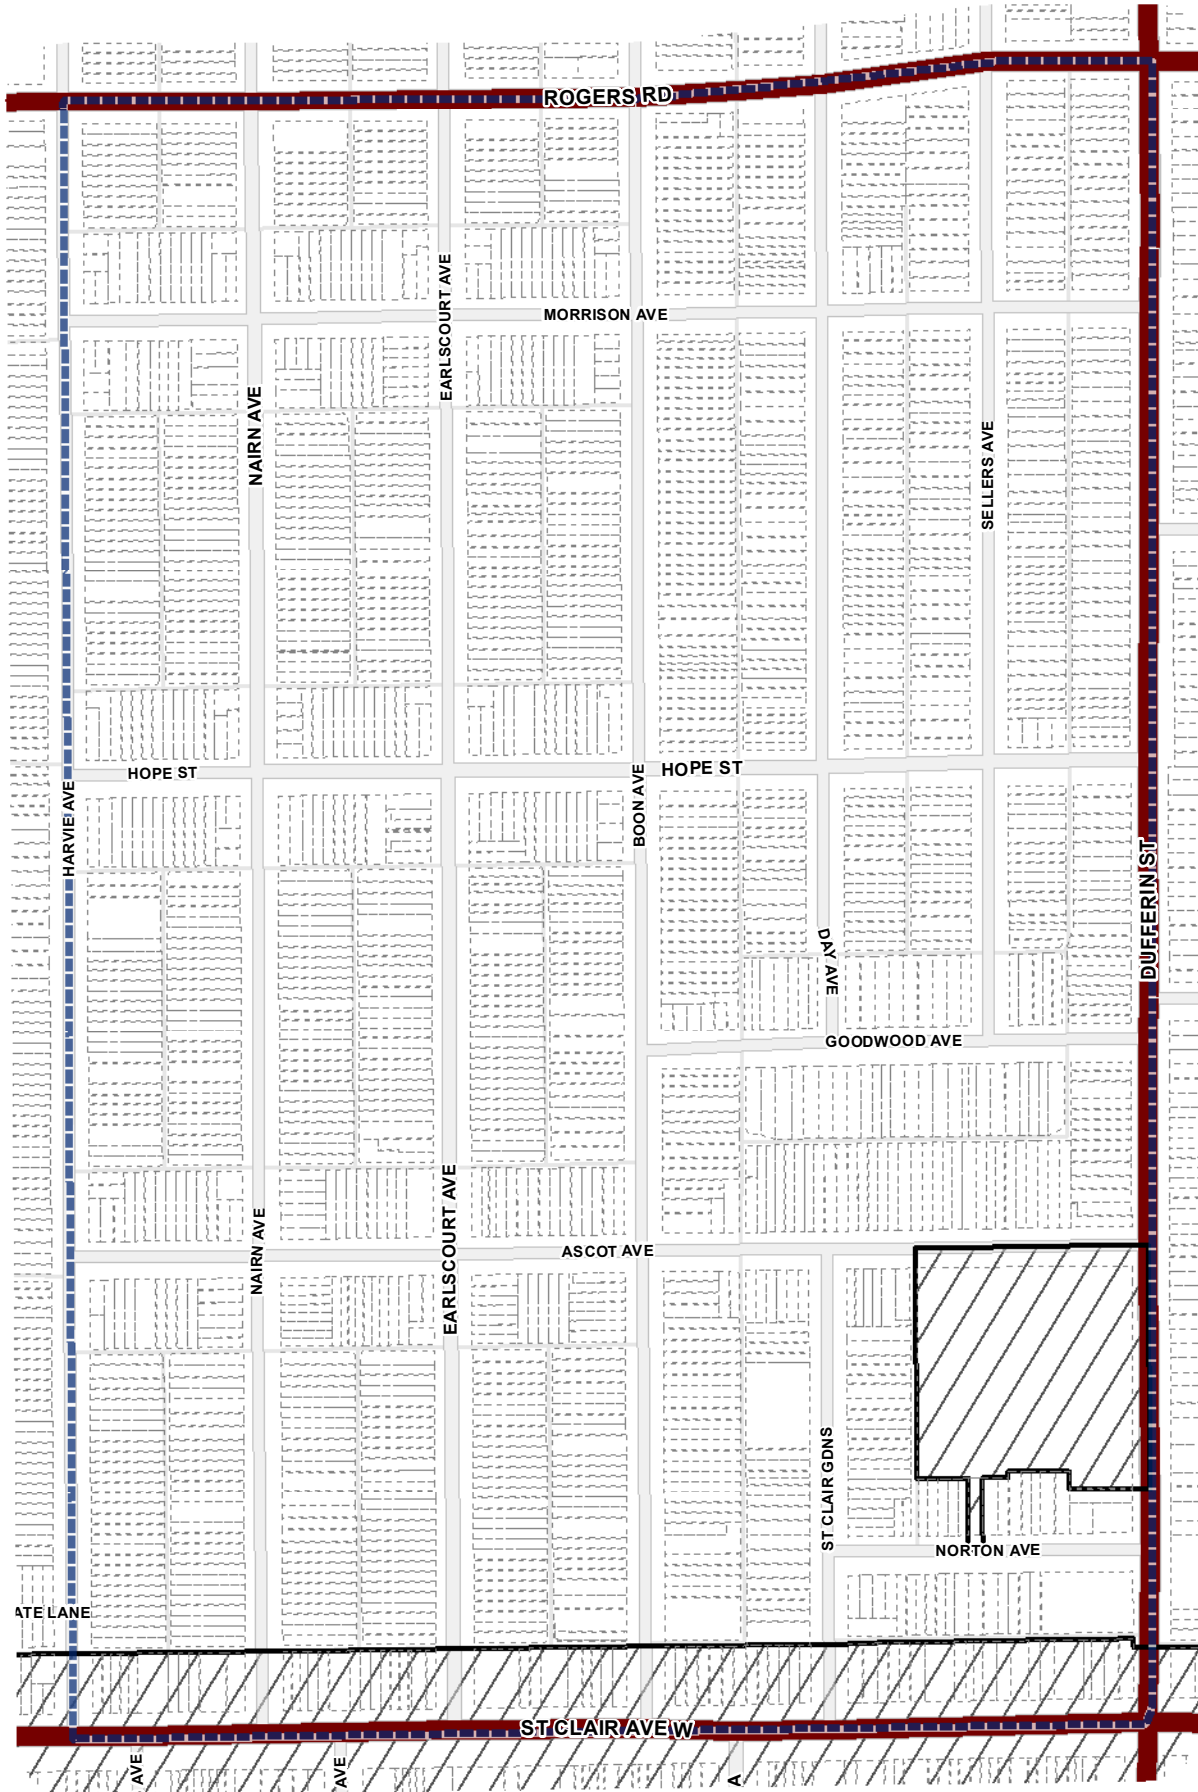 ROGERS RD
EARLSCOURT AVE
MORRISON AVE
NAIRN AVE
SELLERS AVE
HOPE ST
HOPE ST
HARVIE AVE
BOON AVE
DUFFERIN ST
DAY AVE
GOODWOOD AVE
EARLSCOURT AVE
NAIRN AVE
ASCOT AVE
ST CLAIR GDNS
NORTON AVE
ATE LANE
ST CLAIR AVE W
AVE
AVE
A